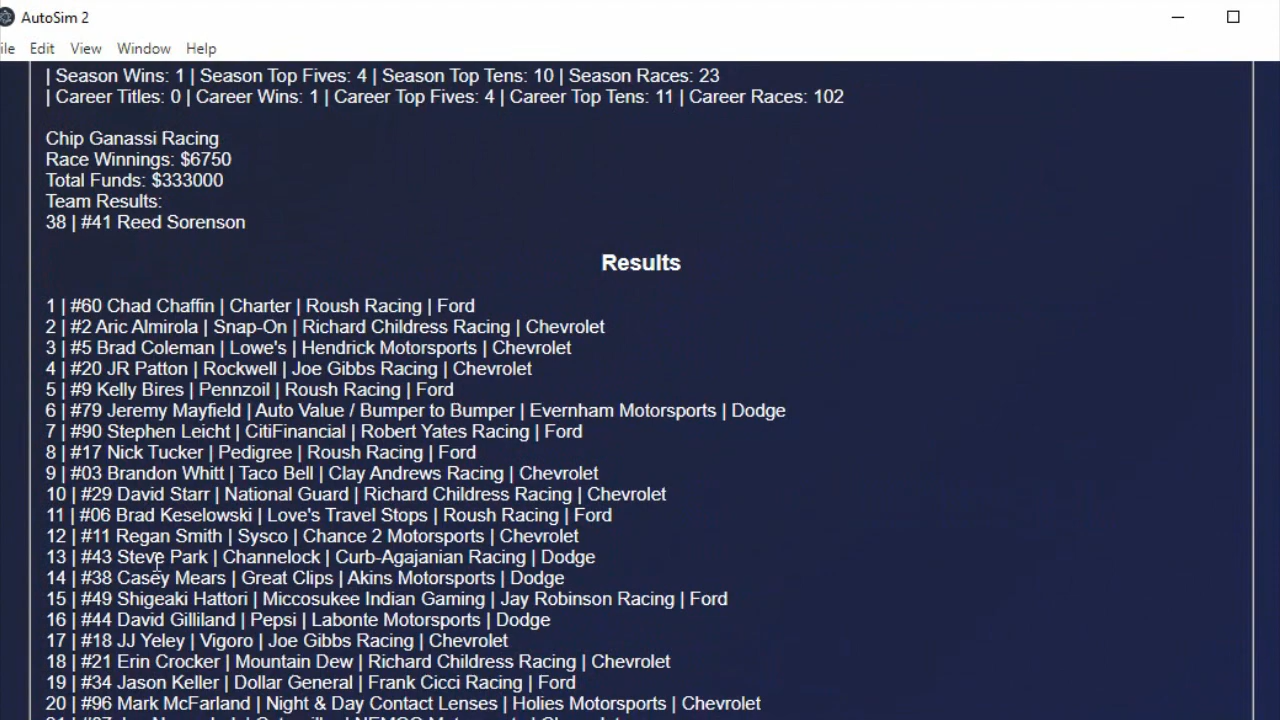 AutoSim 2
ile Edit View Window Help
| Season Wins: 1 | Season Top Fives: 4 | Season Top Tens: 10 | Season Races: 23
| Career Titles: 0 | Career Wins: 1 | Career Top Fives: 4 | Career Top Tens: 11 | Career Races: 102
Chip Ganassi Racing
Race Winnings: $6750
Total Funds: $333000
Team Results:
38 | #41 Reed Sorenson
Results
1 | #60 Chad Chaffin | Charter | Roush Racing | Ford
2 | #2 Aric Almirola | Snap-On | Richard Childress Racing | Chevrolet
3 | #5 Brad Coleman | Lowe's | Hendrick Motorsports | Chevrolet
4 | #20 JR Patton | Rockwell | Joe Gibbs Racing | Chevrolet
5 | #9 Kelly Bires | Pennzoil | Roush Racing | Ford
6 | #79 Jeremy Mayfield | Auto Value / Bumper to Bumper | Evernham Motorsports | Dodge
7 | #90 Stephen Leicht | CitiFinancial | Robert Yates Racing | Ford
8 | #17 Nick Tucker | Pedigree | Roush Racing | Ford
9 | #03 Brandon Whitt | Taco Bell | Clay Andrews Racing | Chevrolet
10 | #29 David Starr | National Guard | Richard Childress Racing | Chevrolet
11 | #06 Brad Keselowski | Love's Travel Stops | Roush Racing | Ford
12 | #11 Regan Smith | Sysco | Chance 2 Motorsports | Chevrolet
13 | #43 Steve Park | Channelock | Curb-Agajanian Racing | Dodge
14 | #38 Casey Mears | Great Clips | Akins Motorsports | Dodge
15 | #49 Shigeaki Hattori | Miccosukee Indian Gaming | Jay Robinson Racing | Ford
16 | #44 David Gilliland | Pepsi | Labonte Motorsports | Dodge
17 | #18 JJ Yeley | Vigoro | Joe Gibbs Racing | Chevrolet
18 | #21 Erin Crocker | Mountain Dew | Richard Childress Racing | Chevrolet
19 | #34 Jason Keller | Dollar General | Frank Cicci Racing | Ford
20 | #96 Mark McFarland | Night & Day Contact Lenses | Holies Motorsports | Chevrolet